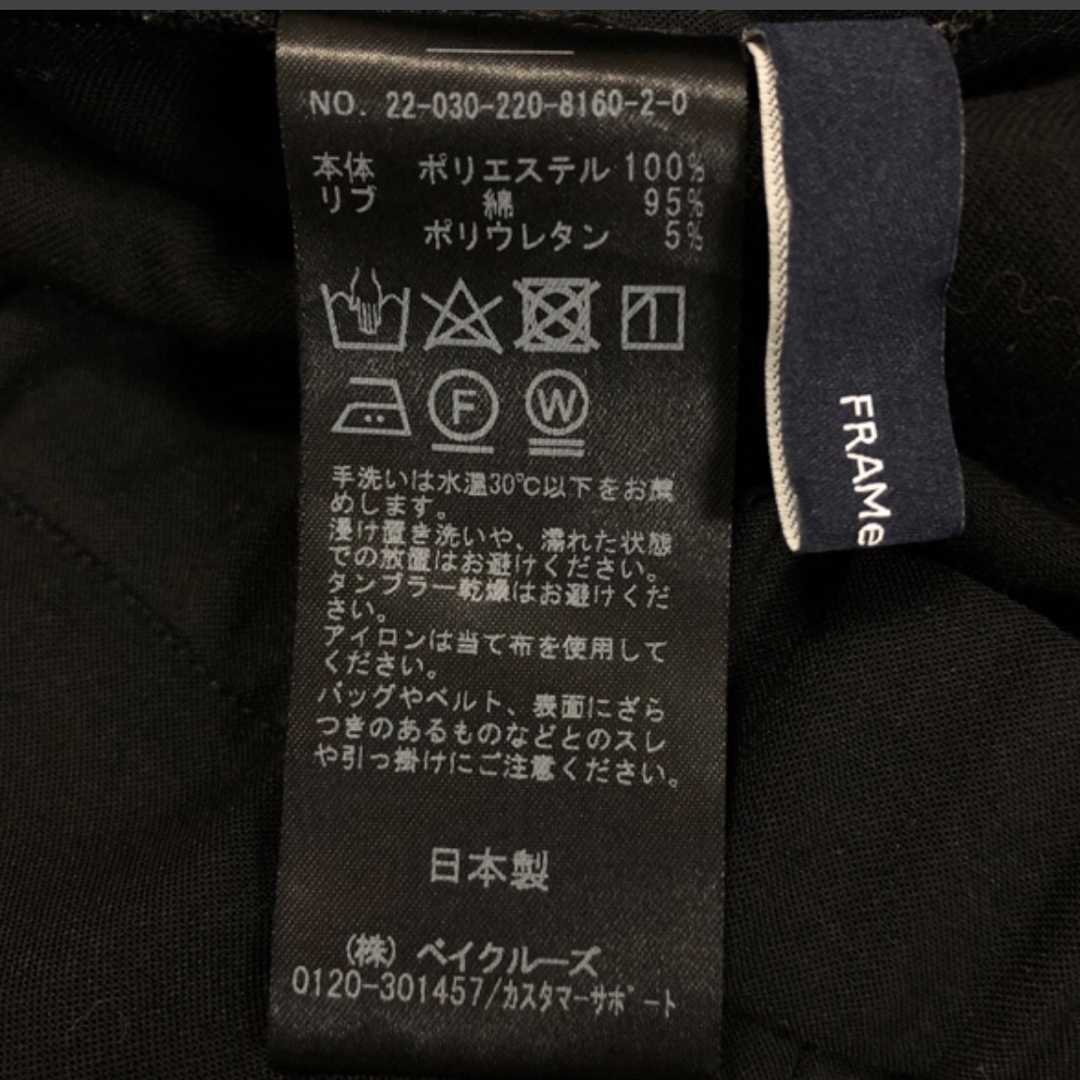 NO. 22-030-220-8160-2-0
本体 ポリエステル 100%
リブ 綿 95%
ポリウレタン 5%
F W
手洗いは水温30℃以下をお奨
めします。
浸け置き洗いや、濡れた状態
での放置はお避けください。
タンブラー乾燥はお避けくだ
さい。
アイロンは当て布を使用して
ください。
バッグやベルト、表面にざら
つきのあるものなどとのスレ
や引っ掛けにご注意ください。
日本製
(株) ベイクルーズ
0120-301457/カスタマーサポート
FRAMe